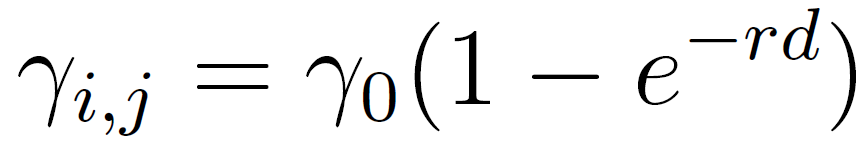 γ_{i,j} = γ_0(1 − e^{−rd})